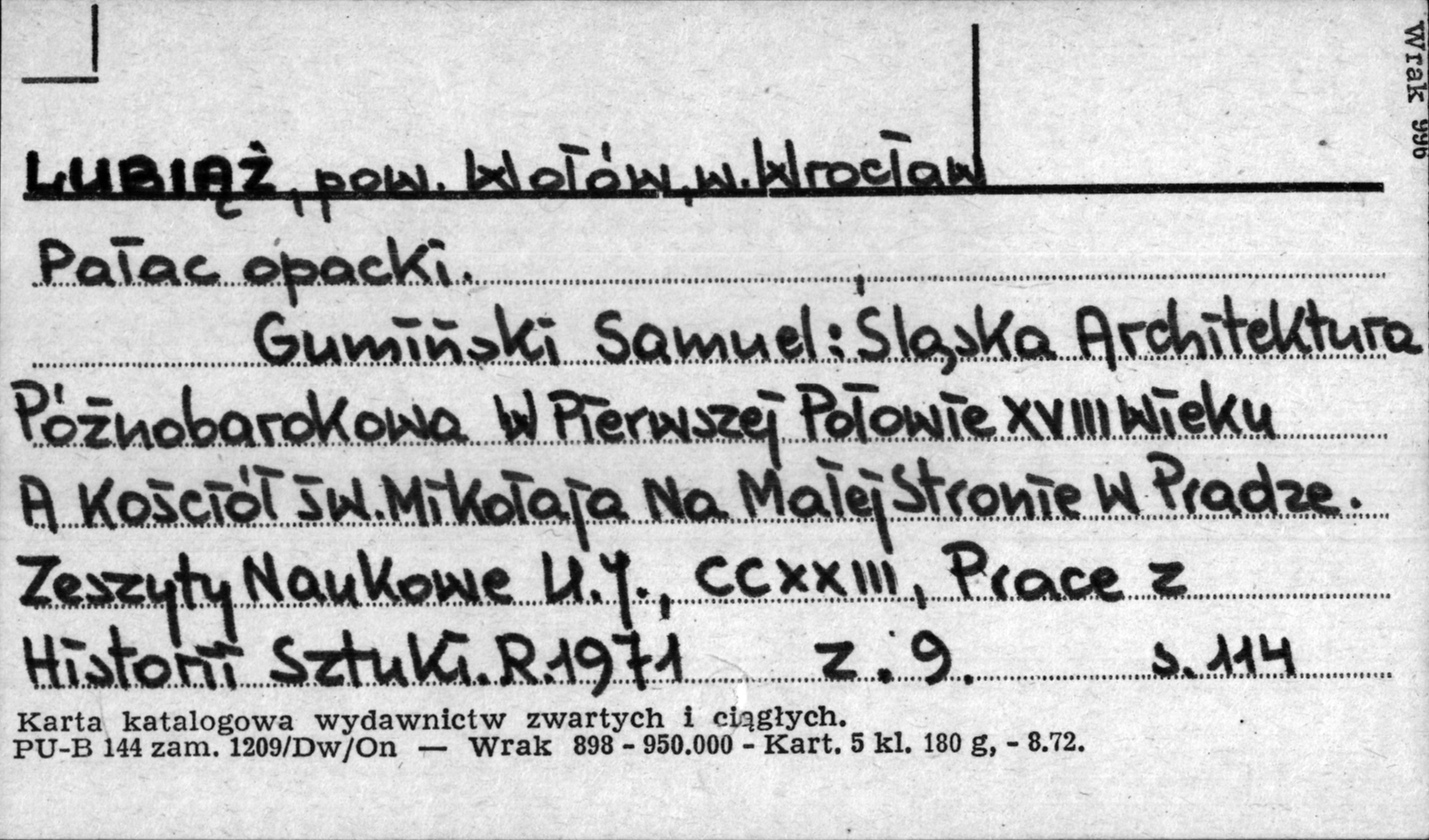 Wrak 996
LUBIĄŻ, pow. Wołów, w. Wrocław
Pałac opacki.
Gumiński Samuel: Śląska Architektura
Późnobarokowa W Pierwszej Połowie XVIII Wieku
A Kościół Św. Mikołaja Na Małej Stronie W Pradze.
Zeszyty Naukowe U.J., CCXXIII, Prace z
Historii Sztuki. R.1971 z. 9. s. 114
Karta katalogowa wydawnictw zwartych i ciągłych.
PU-B 144 zam. 1209/Dw/On — Wrak 898 - 950.000 - Kart. 5 kl. 180 g, - 8.72.